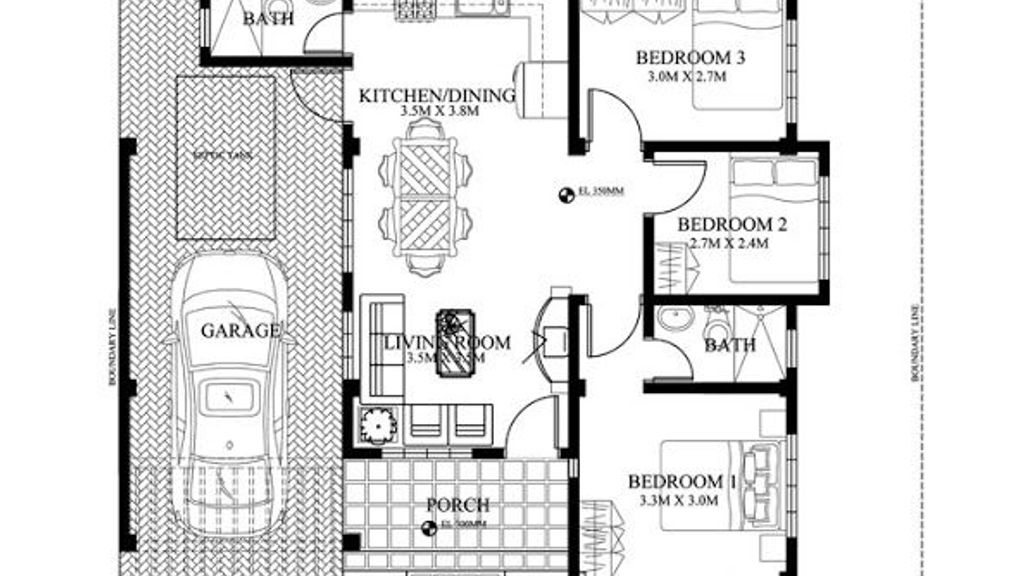 BATH
BEDROOM 3
3.0M X 2.7M
KITCHEN/DINING
3.5M X 3.8M
SEPTIC TANK
EL 350MM
BEDROOM 2
2.7M X 2.4M
GARAGE
LIVING ROOM
3.5M X 3.5M
BATH
BOUNDARY LINE
BOUNDARY LINE
BEDROOM 1
3.3M X 3.0M
PORCH
EL 300MM